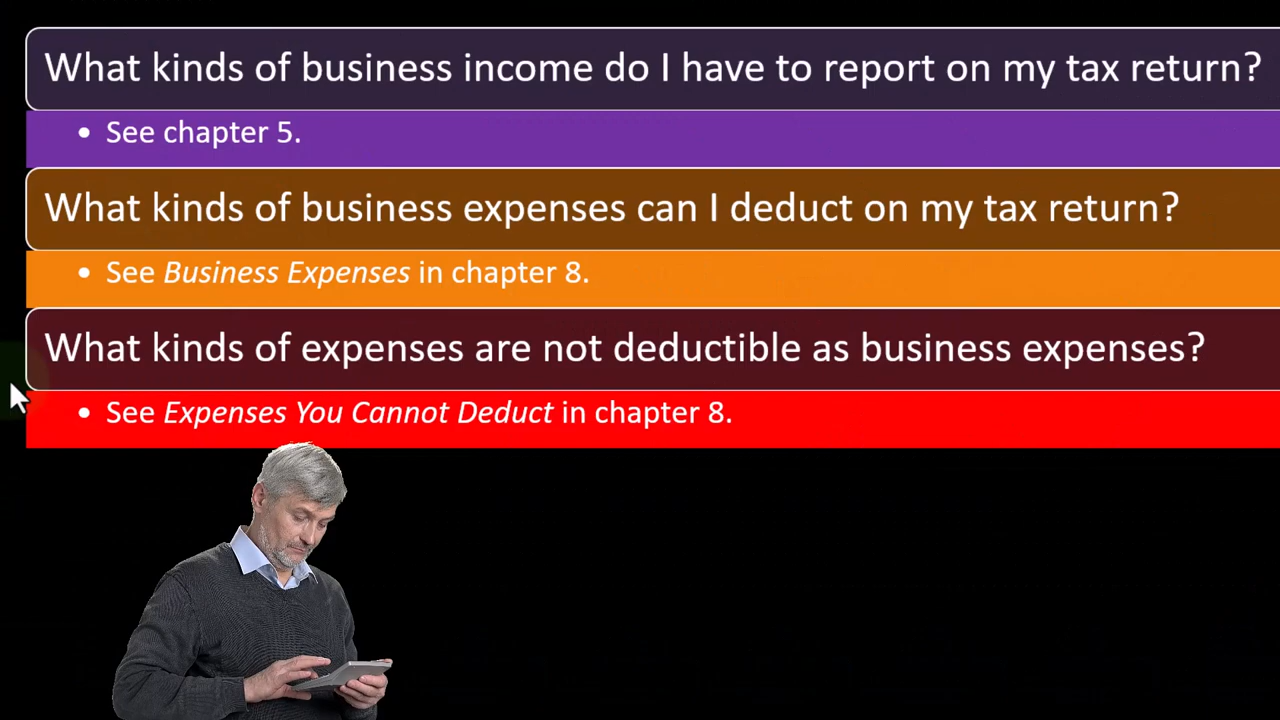 What kinds of business income do I have to report on my tax return?
• See chapter 5.
What kinds of business expenses can I deduct on my tax return?
• See Business Expenses in chapter 8.
What kinds of expenses are not deductible as business expenses?
• See Expenses You Cannot Deduct in chapter 8.